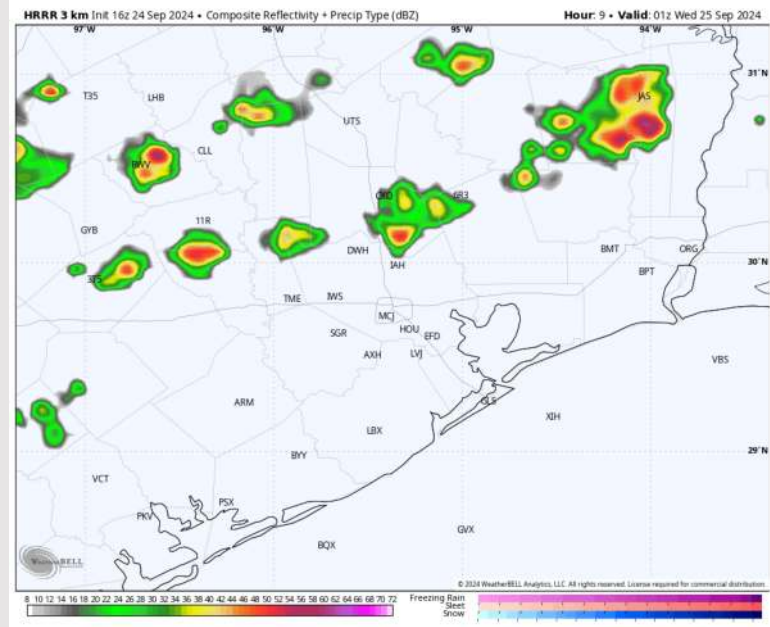 HRRR 3 km Init 16z 24 Sep 2024 • Composite Reflectivity + Precip Type (dBZ) Hour: 9 • Valid: 01z Wed 25 Sep 2024
97°W 96°W 95°W 94°W
31°N
T35 LHB JAS
UTS
CLL
BMV
6R3
11R
GYB
DWH BMT ORG
30°N
IAH BPT
3T5
TME IWS
MCJ
SGR HOU EFD
AXH LVJ VBS
ARM GLS
XIH
LBX
29°N
BYY
VCT
PSX
PKV
GVX
BQX
WEATHERBELL
© 2024 WeatherBELL Analytics, LLC. All rights reserved. License required for commercial distribution.
8 10 12 14 16 18 20 22 24 26 28 30 32 34 36 38 40 42 44 46 48 50 52 54 56 58 60 62 64 66 68 70 72
Freezing Rain
Sleet
Snow